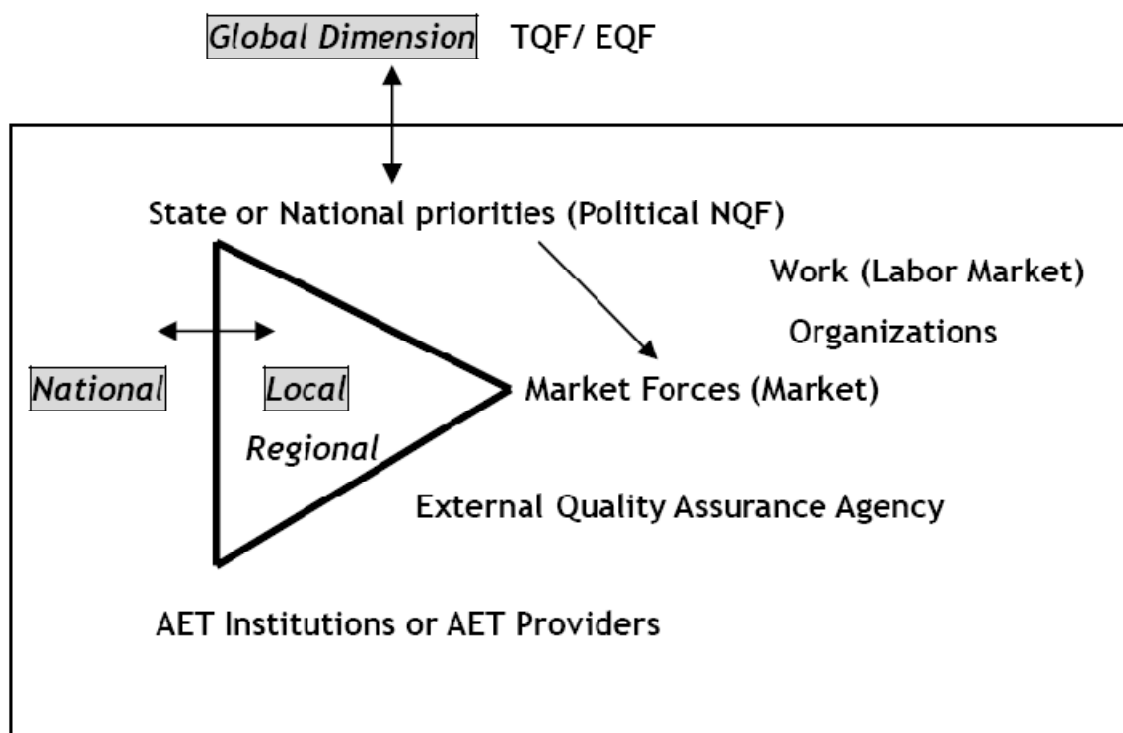 Global Dimension TQF/ EQF
State or National priorities (Political NQF)
Work (Labor Market)
Organizations
National Local Market Forces (Market)
Regional
External Quality Assurance Agency
AET Institutions or AET Providers